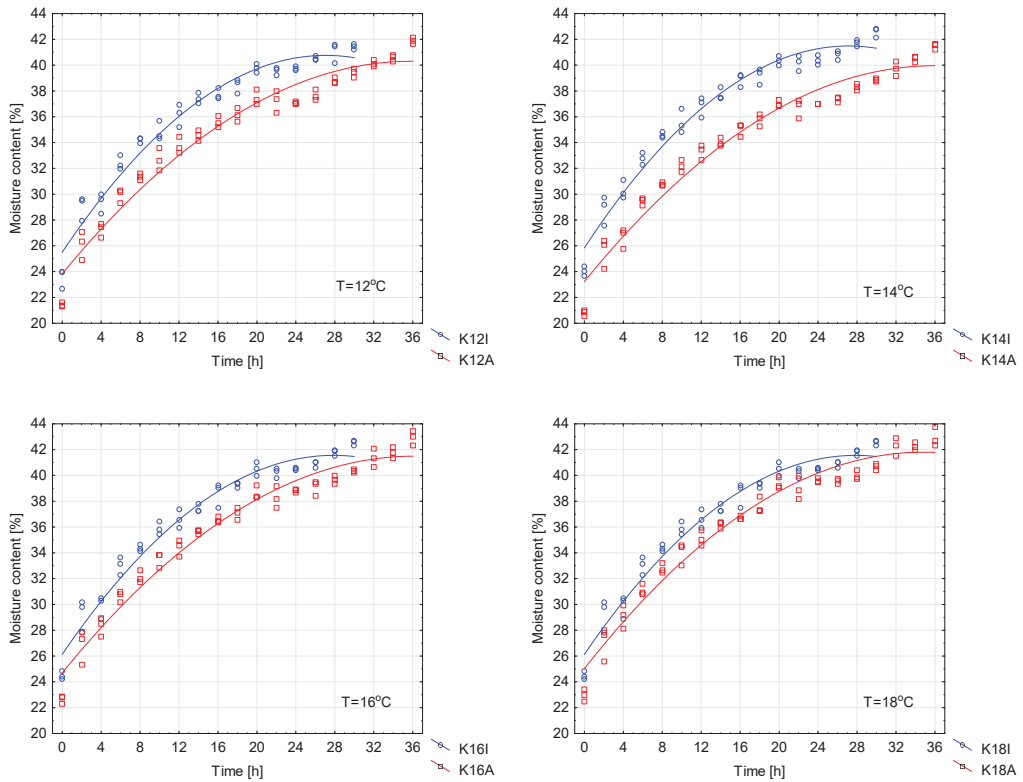 44
42
40
38
36
34
32
30
28
26
24
22
20
Moisture content [%]
T=12°C
0 4 8 12 16 20 24 28 32 36
Time [h]
K12I
K12A
44
42
40
38
36
34
32
30
28
26
24
22
20
Moisture content [%]
T=14°C
0 4 8 12 16 20 24 28 32 36
Time [h]
K14I
K14A
44
42
40
38
36
34
32
30
28
26
24
22
20
Moisture content [%]
T=16°C
0 4 8 12 16 20 24 28 32 36
Time [h]
K16I
K16A
44
42
40
38
36
34
32
30
28
26
24
22
20
Moisture content [%]
T=18°C
0 4 8 12 16 20 24 28 32 36
Time [h]
K18I
K18A